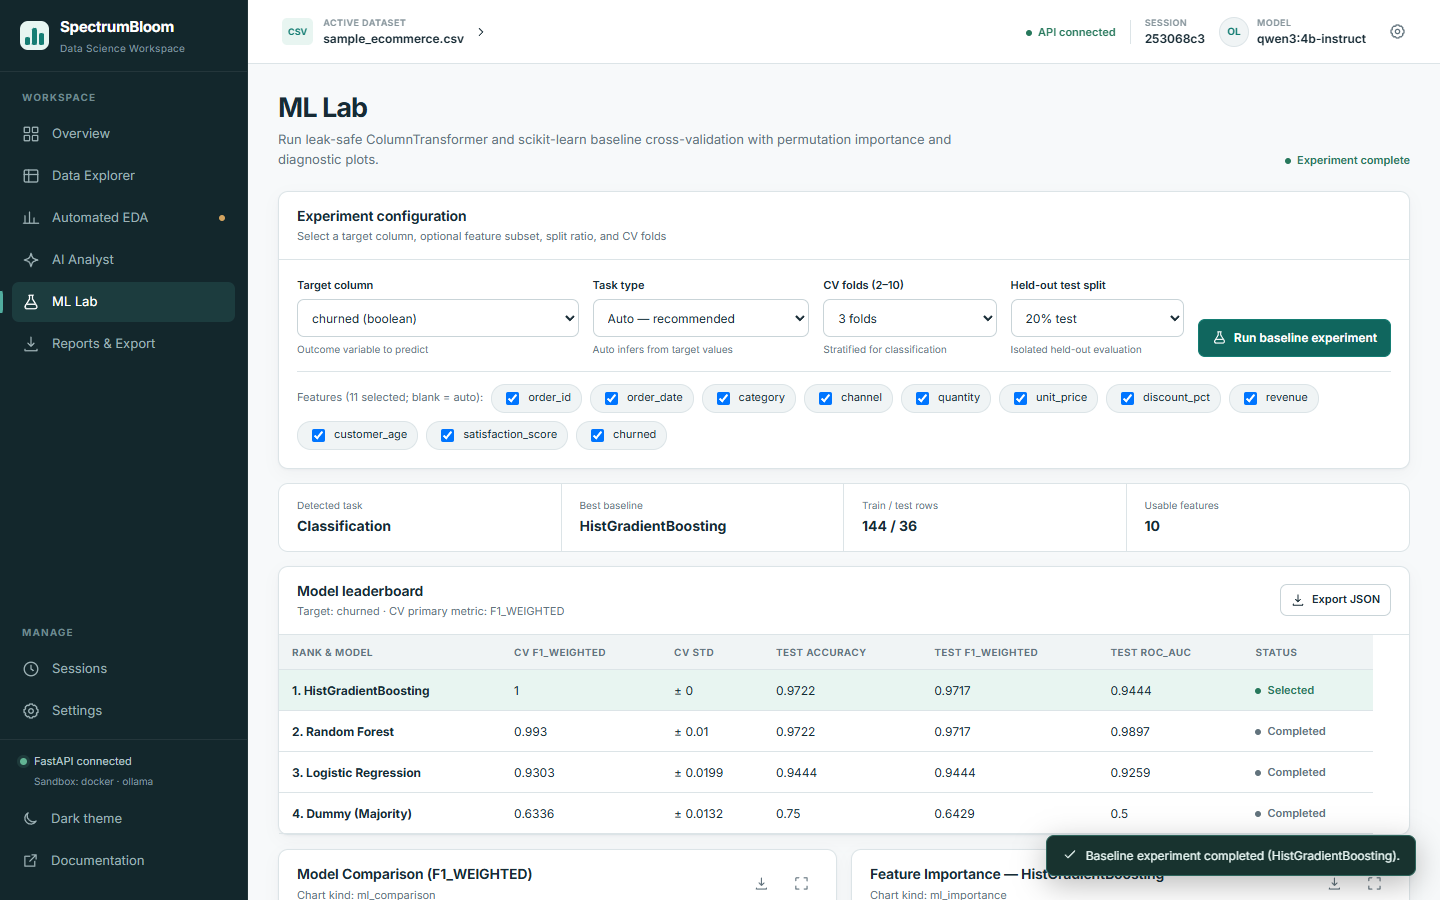 SpectrumBloom
Data Science Workspace
WORKSPACE
Overview
Data Explorer
Automated EDA
AI Analyst
ML Lab
Reports & Export
MANAGE
Sessions
Settings
FastAPI connected
Sandbox: docker · ollama
Dark theme
Documentation
CSV
ACTIVE DATASET
sample_ecommerce.csv
API connected
SESSION
253068c3
OL
MODEL
qwen3:4b-instruct
ML Lab
Run leak-safe ColumnTransformer and scikit-learn baseline cross-validation with permutation importance and
diagnostic plots.
Experiment complete
Experiment configuration
Select a target column, optional feature subset, split ratio, and CV folds
Target column
churned (boolean)
Outcome variable to predict
Task type
Auto — recommended
Auto infers from target values
CV folds (2–10)
3 folds
Stratified for classification
Held-out test split
20% test
Isolated held-out evaluation
Run baseline experiment
Features (11 selected; blank = auto): order_id order_date category channel quantity unit_price discount_pct revenue
customer_age satisfaction_score churned
Detected task
Classification
Best baseline
HistGradientBoosting
Train / test rows
144 / 36
Usable features
10
Model leaderboard
Target: churned · CV primary metric: F1_WEIGHTED
Export JSON
RANK & MODEL CV F1_WEIGHTED CV STD TEST ACCURACY TEST F1_WEIGHTED TEST ROC_AUC STATUS
1. HistGradientBoosting 1 ± 0 0.9722 0.9717 0.9444 Selected
2. Random Forest 0.993 ± 0.01 0.9722 0.9717 0.9897 Completed
3. Logistic Regression 0.9303 ± 0.0199 0.9444 0.9444 0.9259 Completed
4. Dummy (Majority) 0.6336 ± 0.0132 0.75 0.6429 0.5 Completed
Model Comparison (F1_WEIGHTED)
Chart kind: ml_comparison
Feature Importance — HistGradientBoosting
Chart kind: ml_importance
Baseline experiment completed (HistGradientBoosting).